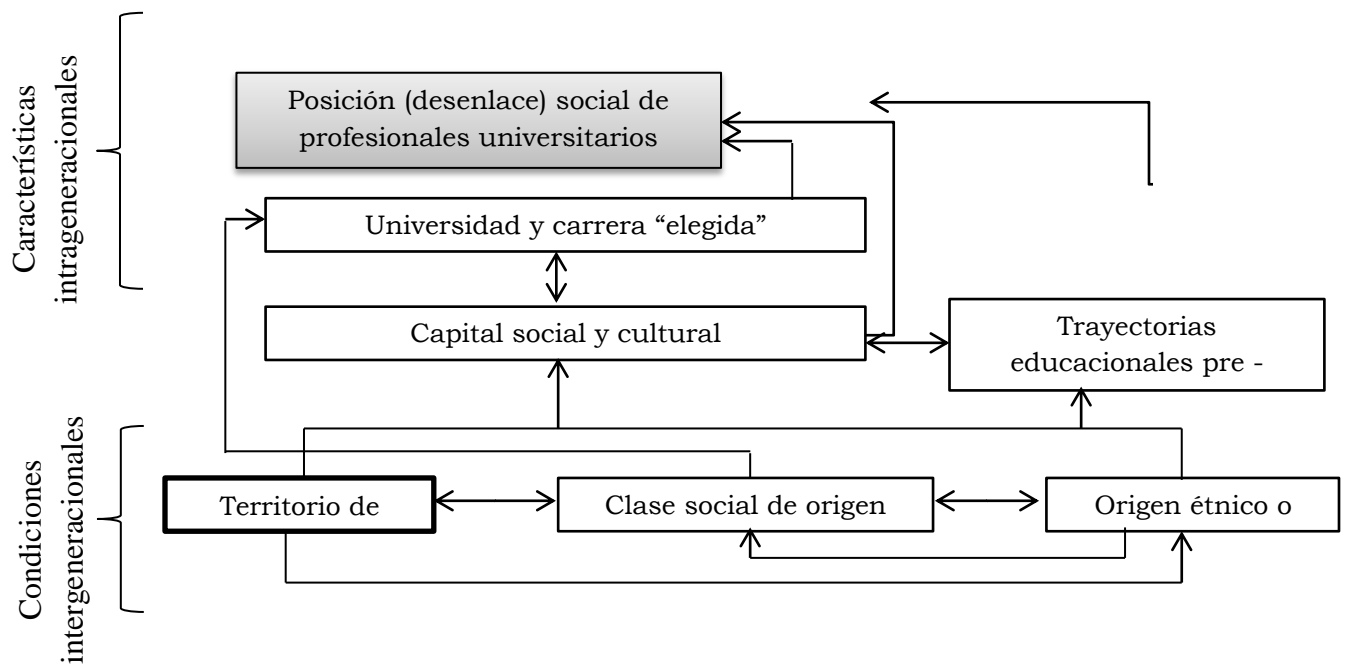 Características
intrageneracionales
Posición (desenlace) social de
profesionales universitarios
Universidad y carrera “elegida”
Capital social y cultural
Trayectorias
educacionales pre -
Condiciones
intergeneracionales
Territorio de
Clase social de origen
Origen étnico o